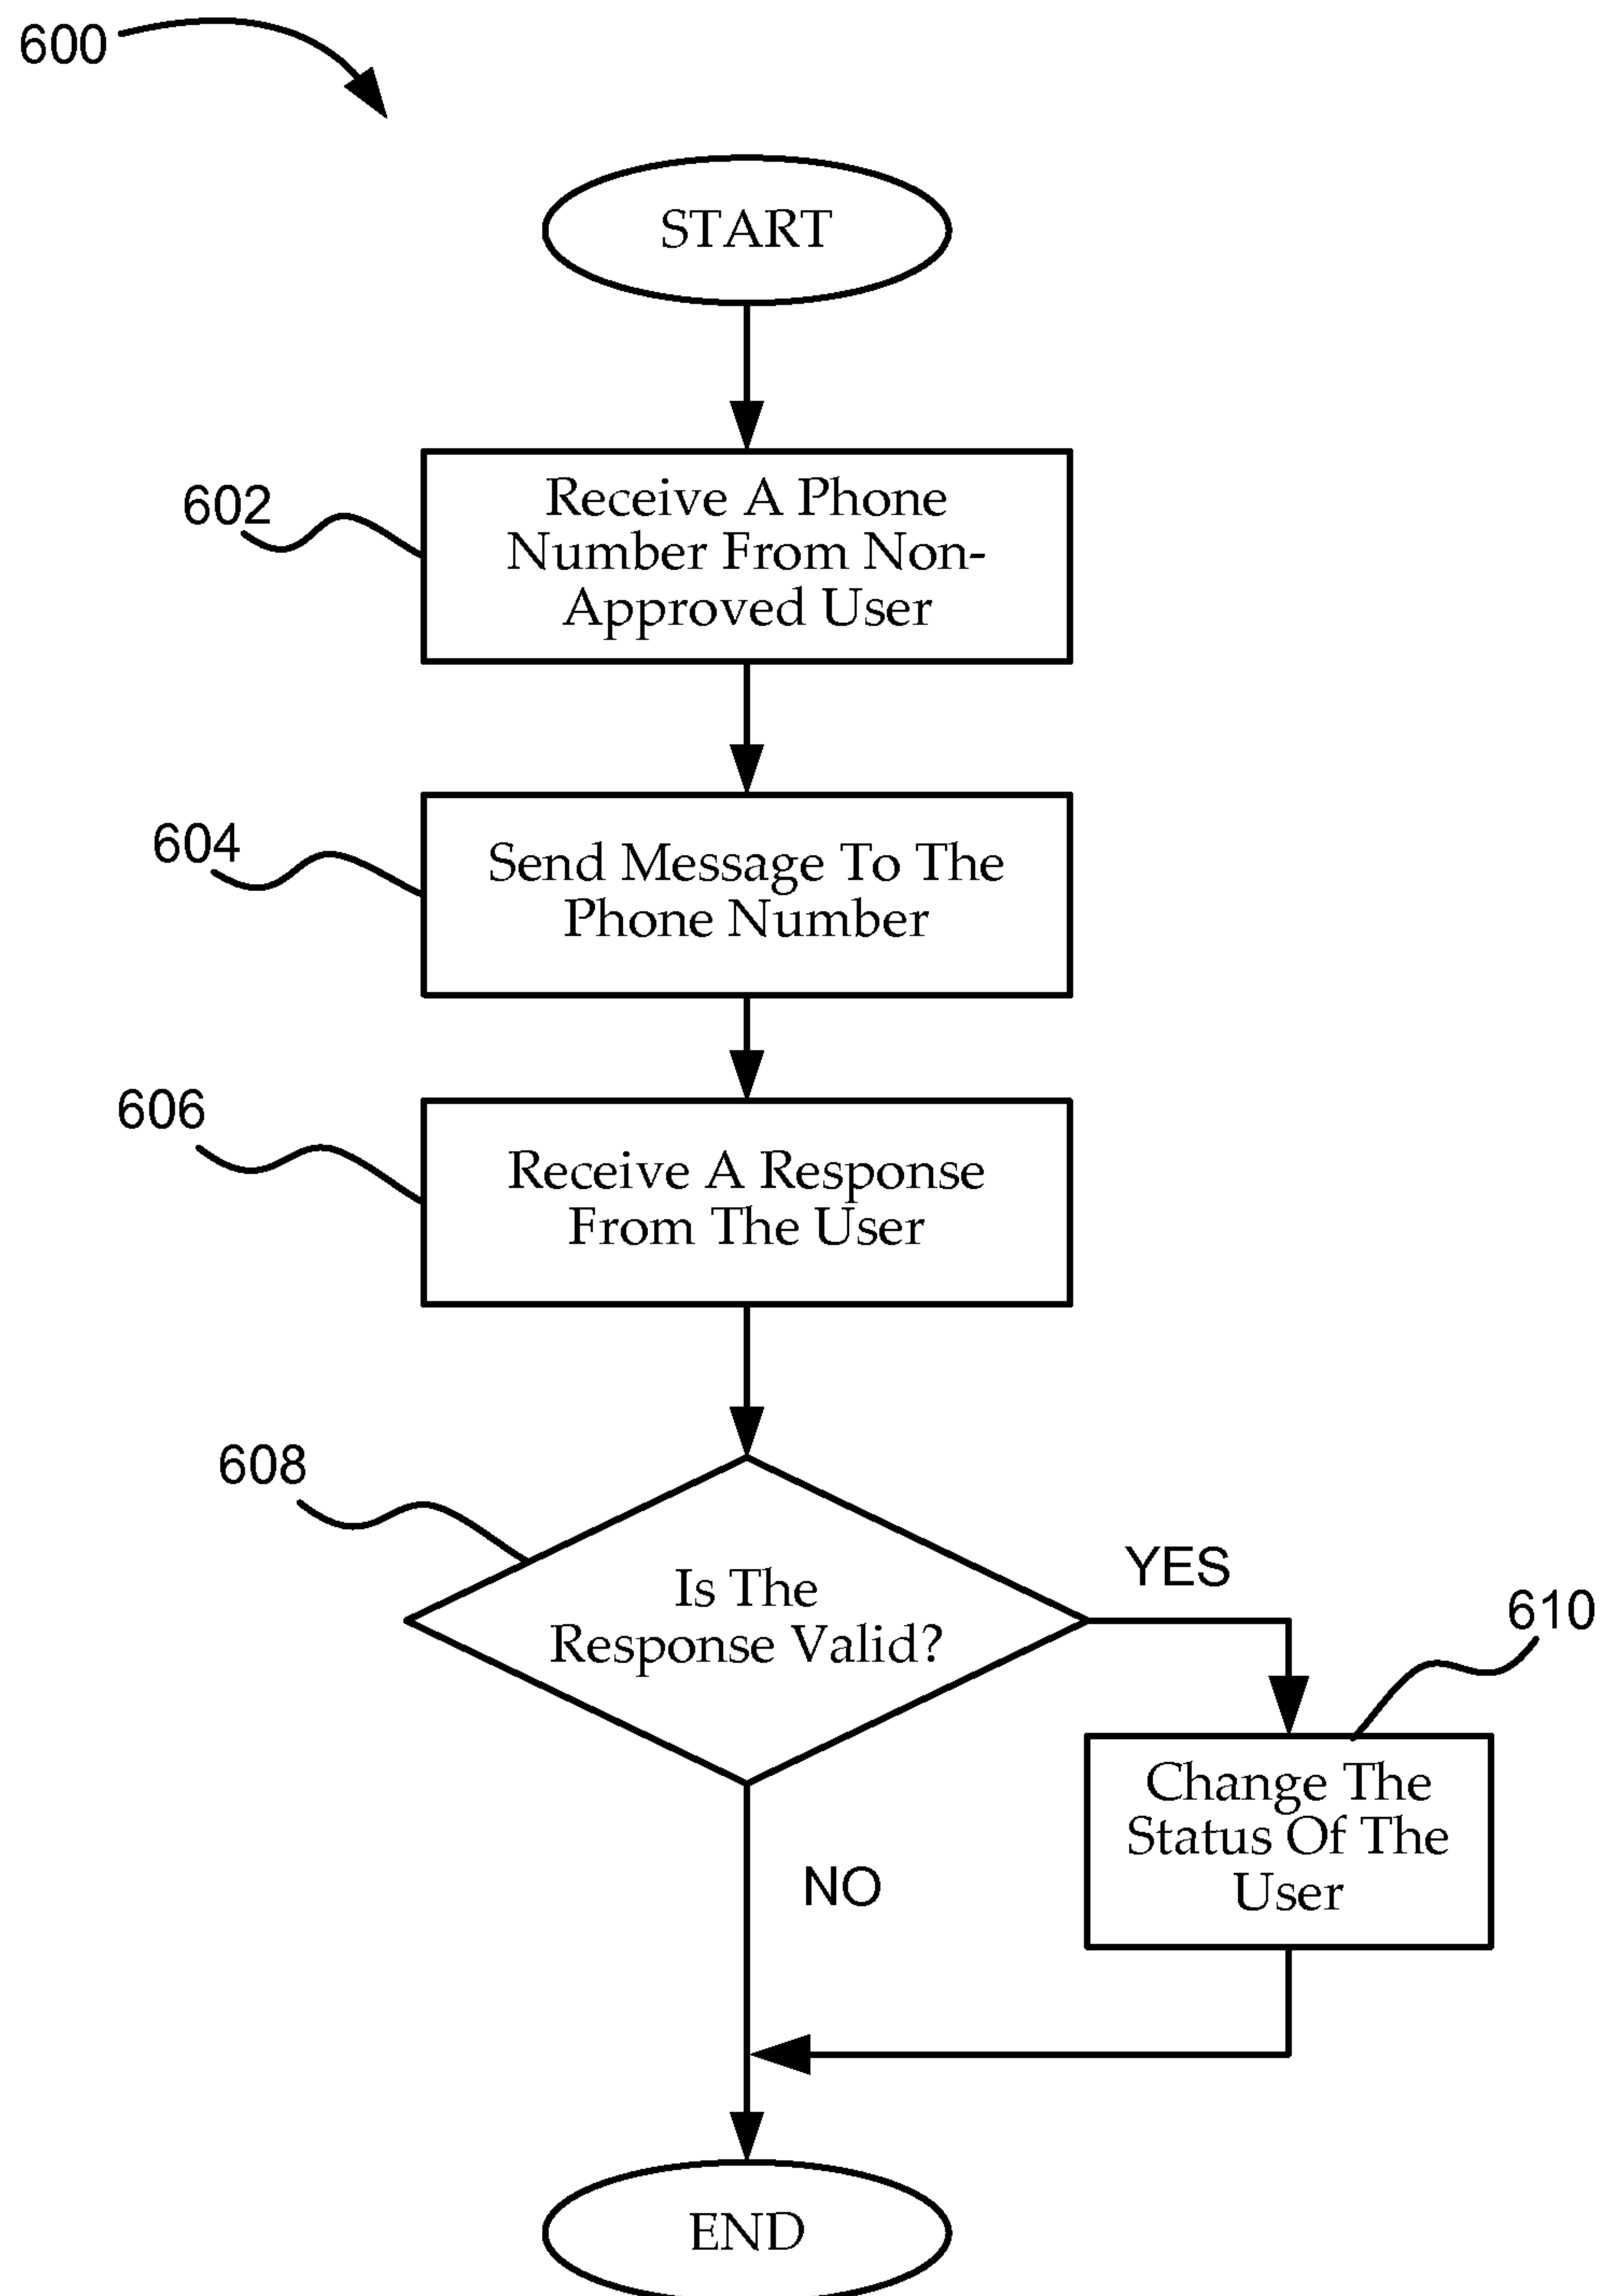 600
START
602
Receive A Phone
Number From Non-
Approved User
604
Send Message To The
Phone Number
606
Receive A Response
From The User
608
Is The
Response Valid?
YES
610
Change The
Status Of The
User
NO
END